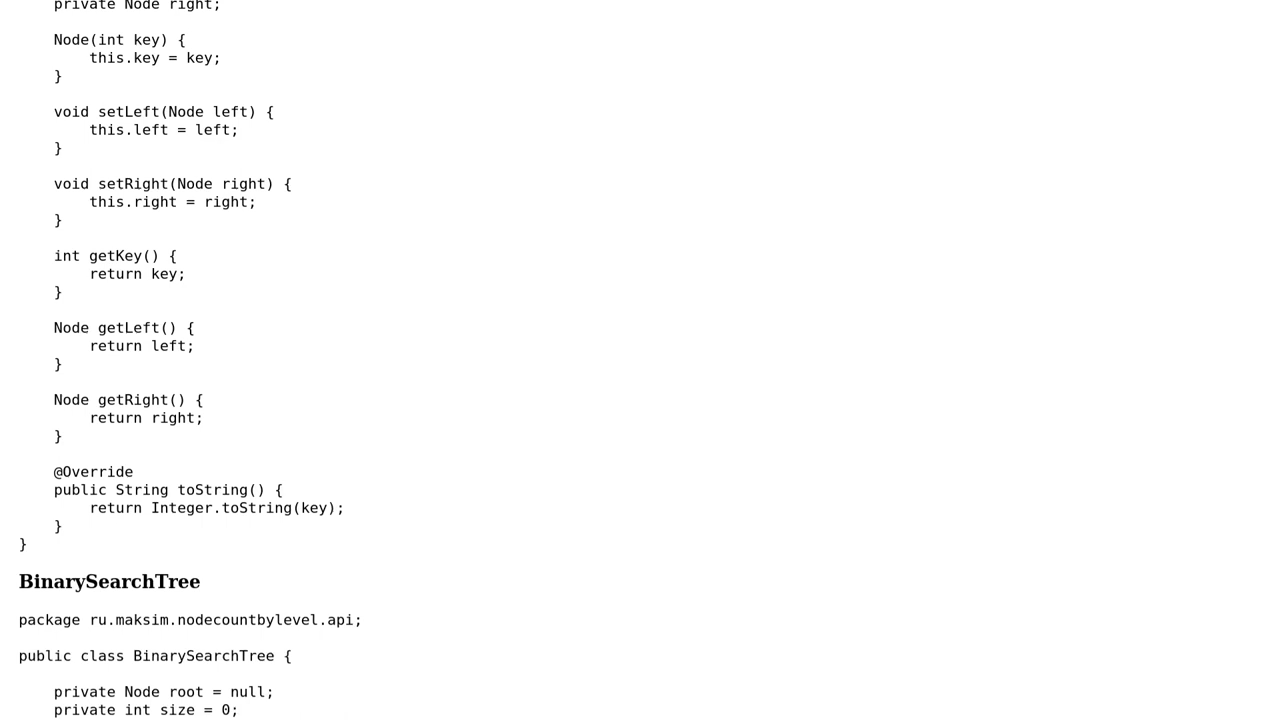 private Node right;

    Node(int key) {
        this.key = key;
    }

    void setLeft(Node left) {
        this.left = left;
    }

    void setRight(Node right) {
        this.right = right;
    }

    int getKey() {
        return key;
    }

    Node getLeft() {
        return left;
    }

    Node getRight() {
        return right;
    }

    @Override
    public String toString() {
        return Integer.toString(key);
    }
}
BinarySearchTree
package ru.maksim.nodecountbylevel.api;

public class BinarySearchTree {

    private Node root = null;
    private int size = 0;